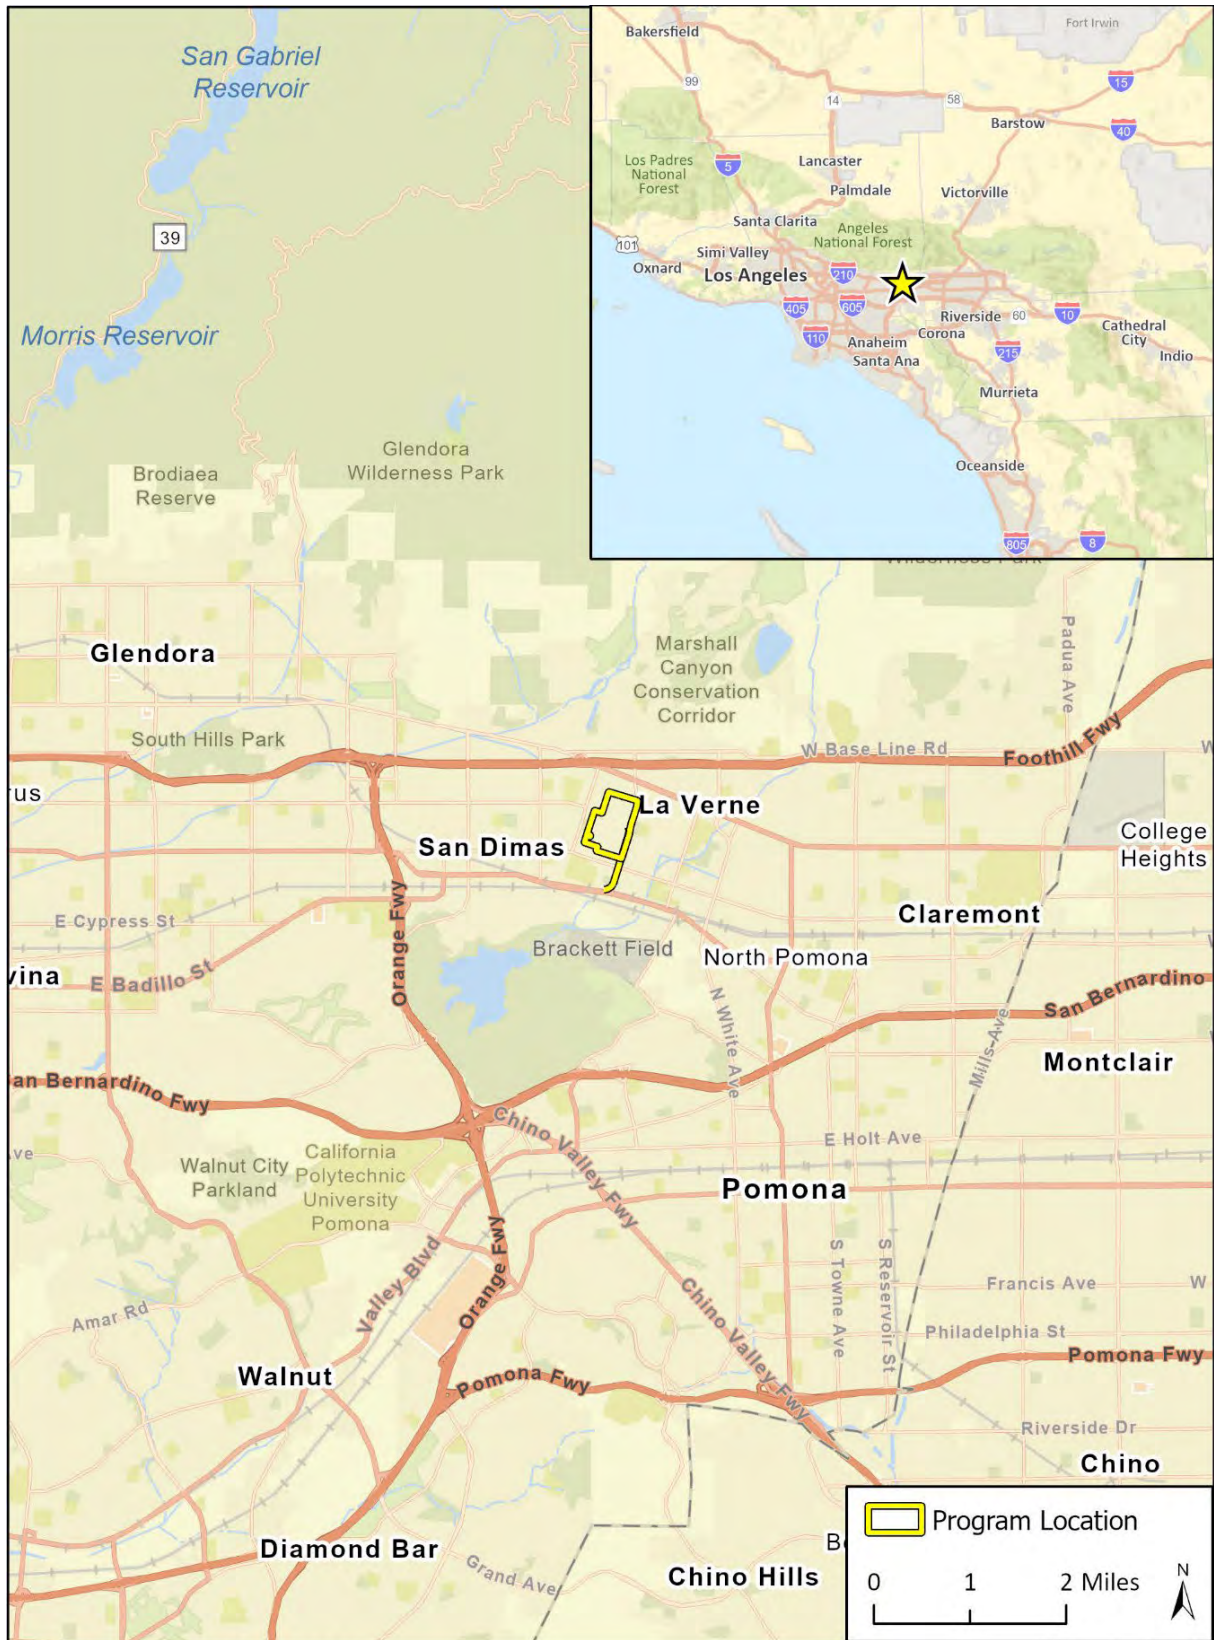 San Gabriel
Reservoir
39
Morris Reservoir
Glendora
Wilderness Park
Brodiaea
Reserve
Fort Irwin
Bakersfield
99
14
58
15
Barstow
40
Los Padres
National
Forest
5
Lancaster
Palmdale
Victorville
Santa Clarita
Angeles
National Forest
101
Simi Valley
Oxnard
Los Angeles
210
405
605
110
Riverside
60
10
Corona
Anaheim
Santa Ana
215
Cathedral
City
Indio
Murrieta
Oceanside
805
8
Wilderness Park
Glendora
Marshall
Canyon
Conservation
Corridor
Padua Ave
South Hills Park
W Base Line Rd
Foothill Fwy
W
rus
La Verne
San Dimas
College
Heights
E Cypress St
Claremont
Orange Fwy
Brackett Field
North Pomona
vina
E Badillo St
N White Ave
San Bernardino
Mills Ave
Montclair
an Bernardino Fwy
Chino Valley Fwy
E Holt Ave
Ave
Walnut City
Parkland
California
Polytechnic
University
Pomona
Pomona
Valley Blvd
Orange Fwy
S Towne Ave
S Reservoir St
Francis Ave
W
Amar Rd
Chino Valley Fwy
Philadelphia St
Pomona Fwy
Walnut
Pomona Fwy
Riverside Dr
Chino
Diamond Bar
Grand Ave
Chino Hills
Bo
Program Location
0 1 2 Miles
N